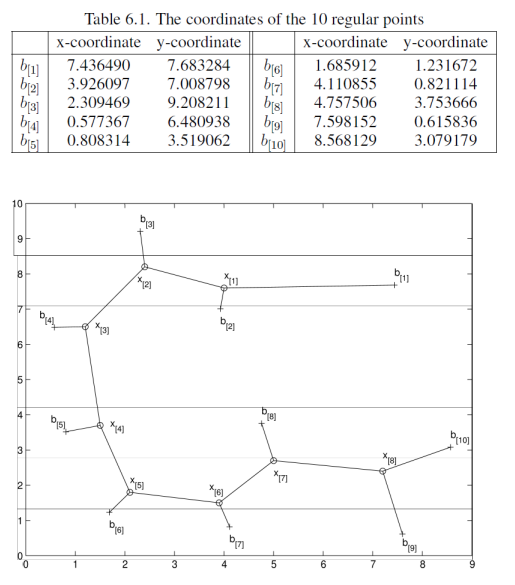 Table 6.1. The coordinates of the 10 regular points
x-coordinate y-coordinate x-coordinate y-coordinate
b[1] 7.436490 7.683284 b[6] 1.685912 1.231672
b[2] 3.926097 7.008798 b[7] 4.110855 0.821114
b[3] 2.309469 9.208211 b[8] 4.757506 3.753666
b[4] 0.577367 6.480938 b[9] 7.598152 0.615836
b[5] 0.808314 3.519062 b[10] 8.568129 3.079179
10
b[3]
9
x[1] b[1]
8
x[2]
b[2]
7
b[4] x[3]
6
5
4
b[5] x[4] b[8]
b[10]
3
x[5] x[6] x[7] x[8]
2
b[6]
1
b[7] b[9]
0
0 1 2 3 4 5 6 7 8 9